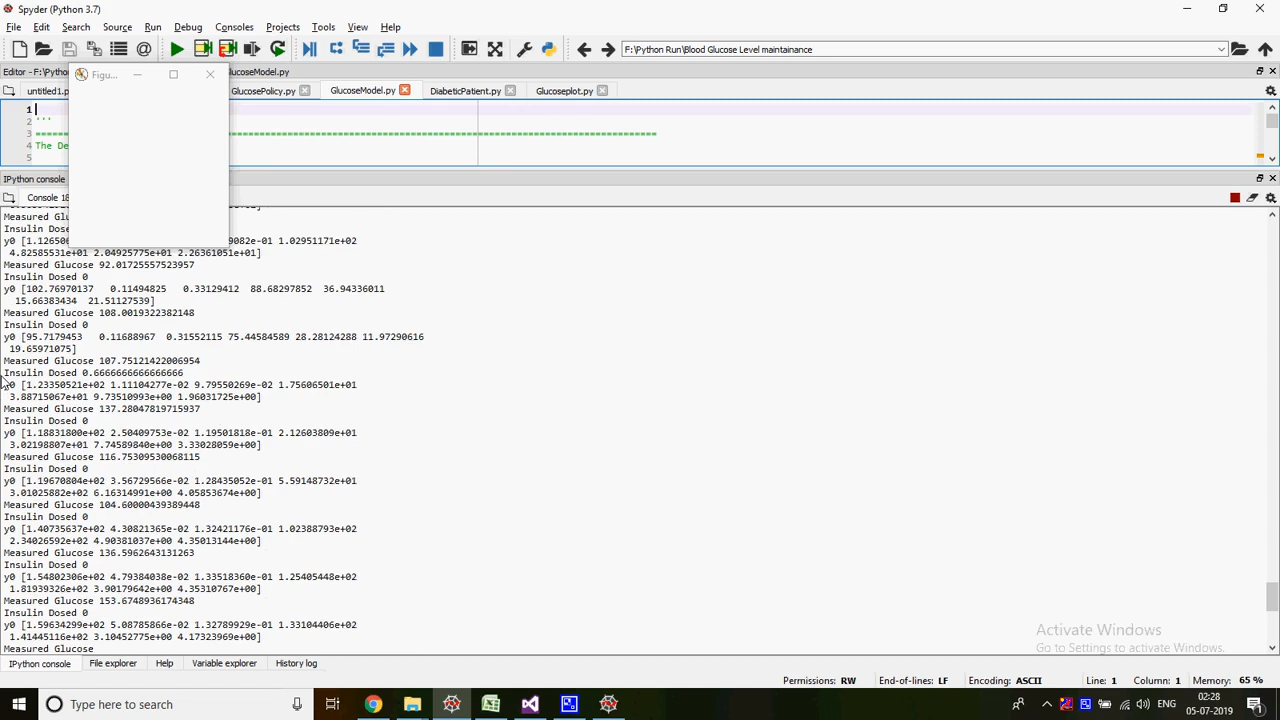 Spyder (Python 3.7)
File Edit Search Source Run Debug Consoles Projects Tools View Help
F:\Python Run\Blood Glucose Level maintainance
Editor - F:\Pytho GlucoseModel.py
Figu...
untitled1.p GlucosePolicy.py GlucoseModel.py DiabeticPatient.py Glucoseplot.py
1
2 '''
3 ==========
4 The De
5
IPython console
Console 18
Measured Glu
Insulin Dose
y0 [1.12650 9082e-01 1.02951171e+02
4.82585531e+01 2.04925775e+01 2.26361051e+01]
Measured Glucose 92.01725557523957
Insulin Dosed 0
y0 [102.76970137 0.11494825 0.33129412 88.68297852 36.94336011
15.66383434 21.51127539]
Measured Glucose 108.0019322382148
Insulin Dosed 0
y0 [95.7179453 0.11688967 0.31552115 75.44584589 28.28124288 11.97290616
19.65971075]
Measured Glucose 107.75121422006954
Insulin Dosed 0.6666666666666666
y0 [1.23350521e+02 1.11104277e-02 9.79550269e-02 1.75606501e+01
3.88715067e+01 9.73510993e+00 1.96031725e+00]
Measured Glucose 137.28047819715937
Insulin Dosed 0
y0 [1.18831800e+02 2.50409753e-02 1.19501818e-01 2.12603809e+01
3.02198807e+01 7.74589840e+00 3.33028059e+00]
Measured Glucose 116.75309530068115
Insulin Dosed 0
y0 [1.19670804e+02 3.56729566e-02 1.28435052e-01 5.59148732e+01
3.01025882e+02 6.16314991e+00 4.05853674e+00]
Measured Glucose 104.60000439389448
Insulin Dosed 0
y0 [1.40735637e+02 4.30821365e-02 1.32421176e-01 1.02388793e+02
2.34026592e+02 4.90381037e+00 4.35013144e+00]
Measured Glucose 136.5962643131263
Insulin Dosed 0
y0 [1.54802306e+02 4.79384038e-02 1.33518360e-01 1.25405448e+02
1.81939326e+02 3.90179642e+00 4.35310767e+00]
Measured Glucose 153.6748936174348
Insulin Dosed 0
y0 [1.59634299e+02 5.08785866e-02 1.32789929e-01 1.33104406e+02
1.41445116e+02 3.10452775e+00 4.17323969e+00]
Measured Glucose
Activate Windows
Go to Settings to activate Windows.
IPython console File explorer Help Variable explorer History log
Permissions: RW End-of-lines: LF Encoding: ASCII Line: 1 Column: 1 Memory: 65 %
Type here to search
ENG
02:28
05-07-2019